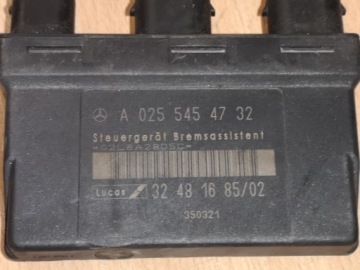 A 025 545 47 32
Steuergerät Bremsassistent
Lucas 32 48 16 85/02
350321